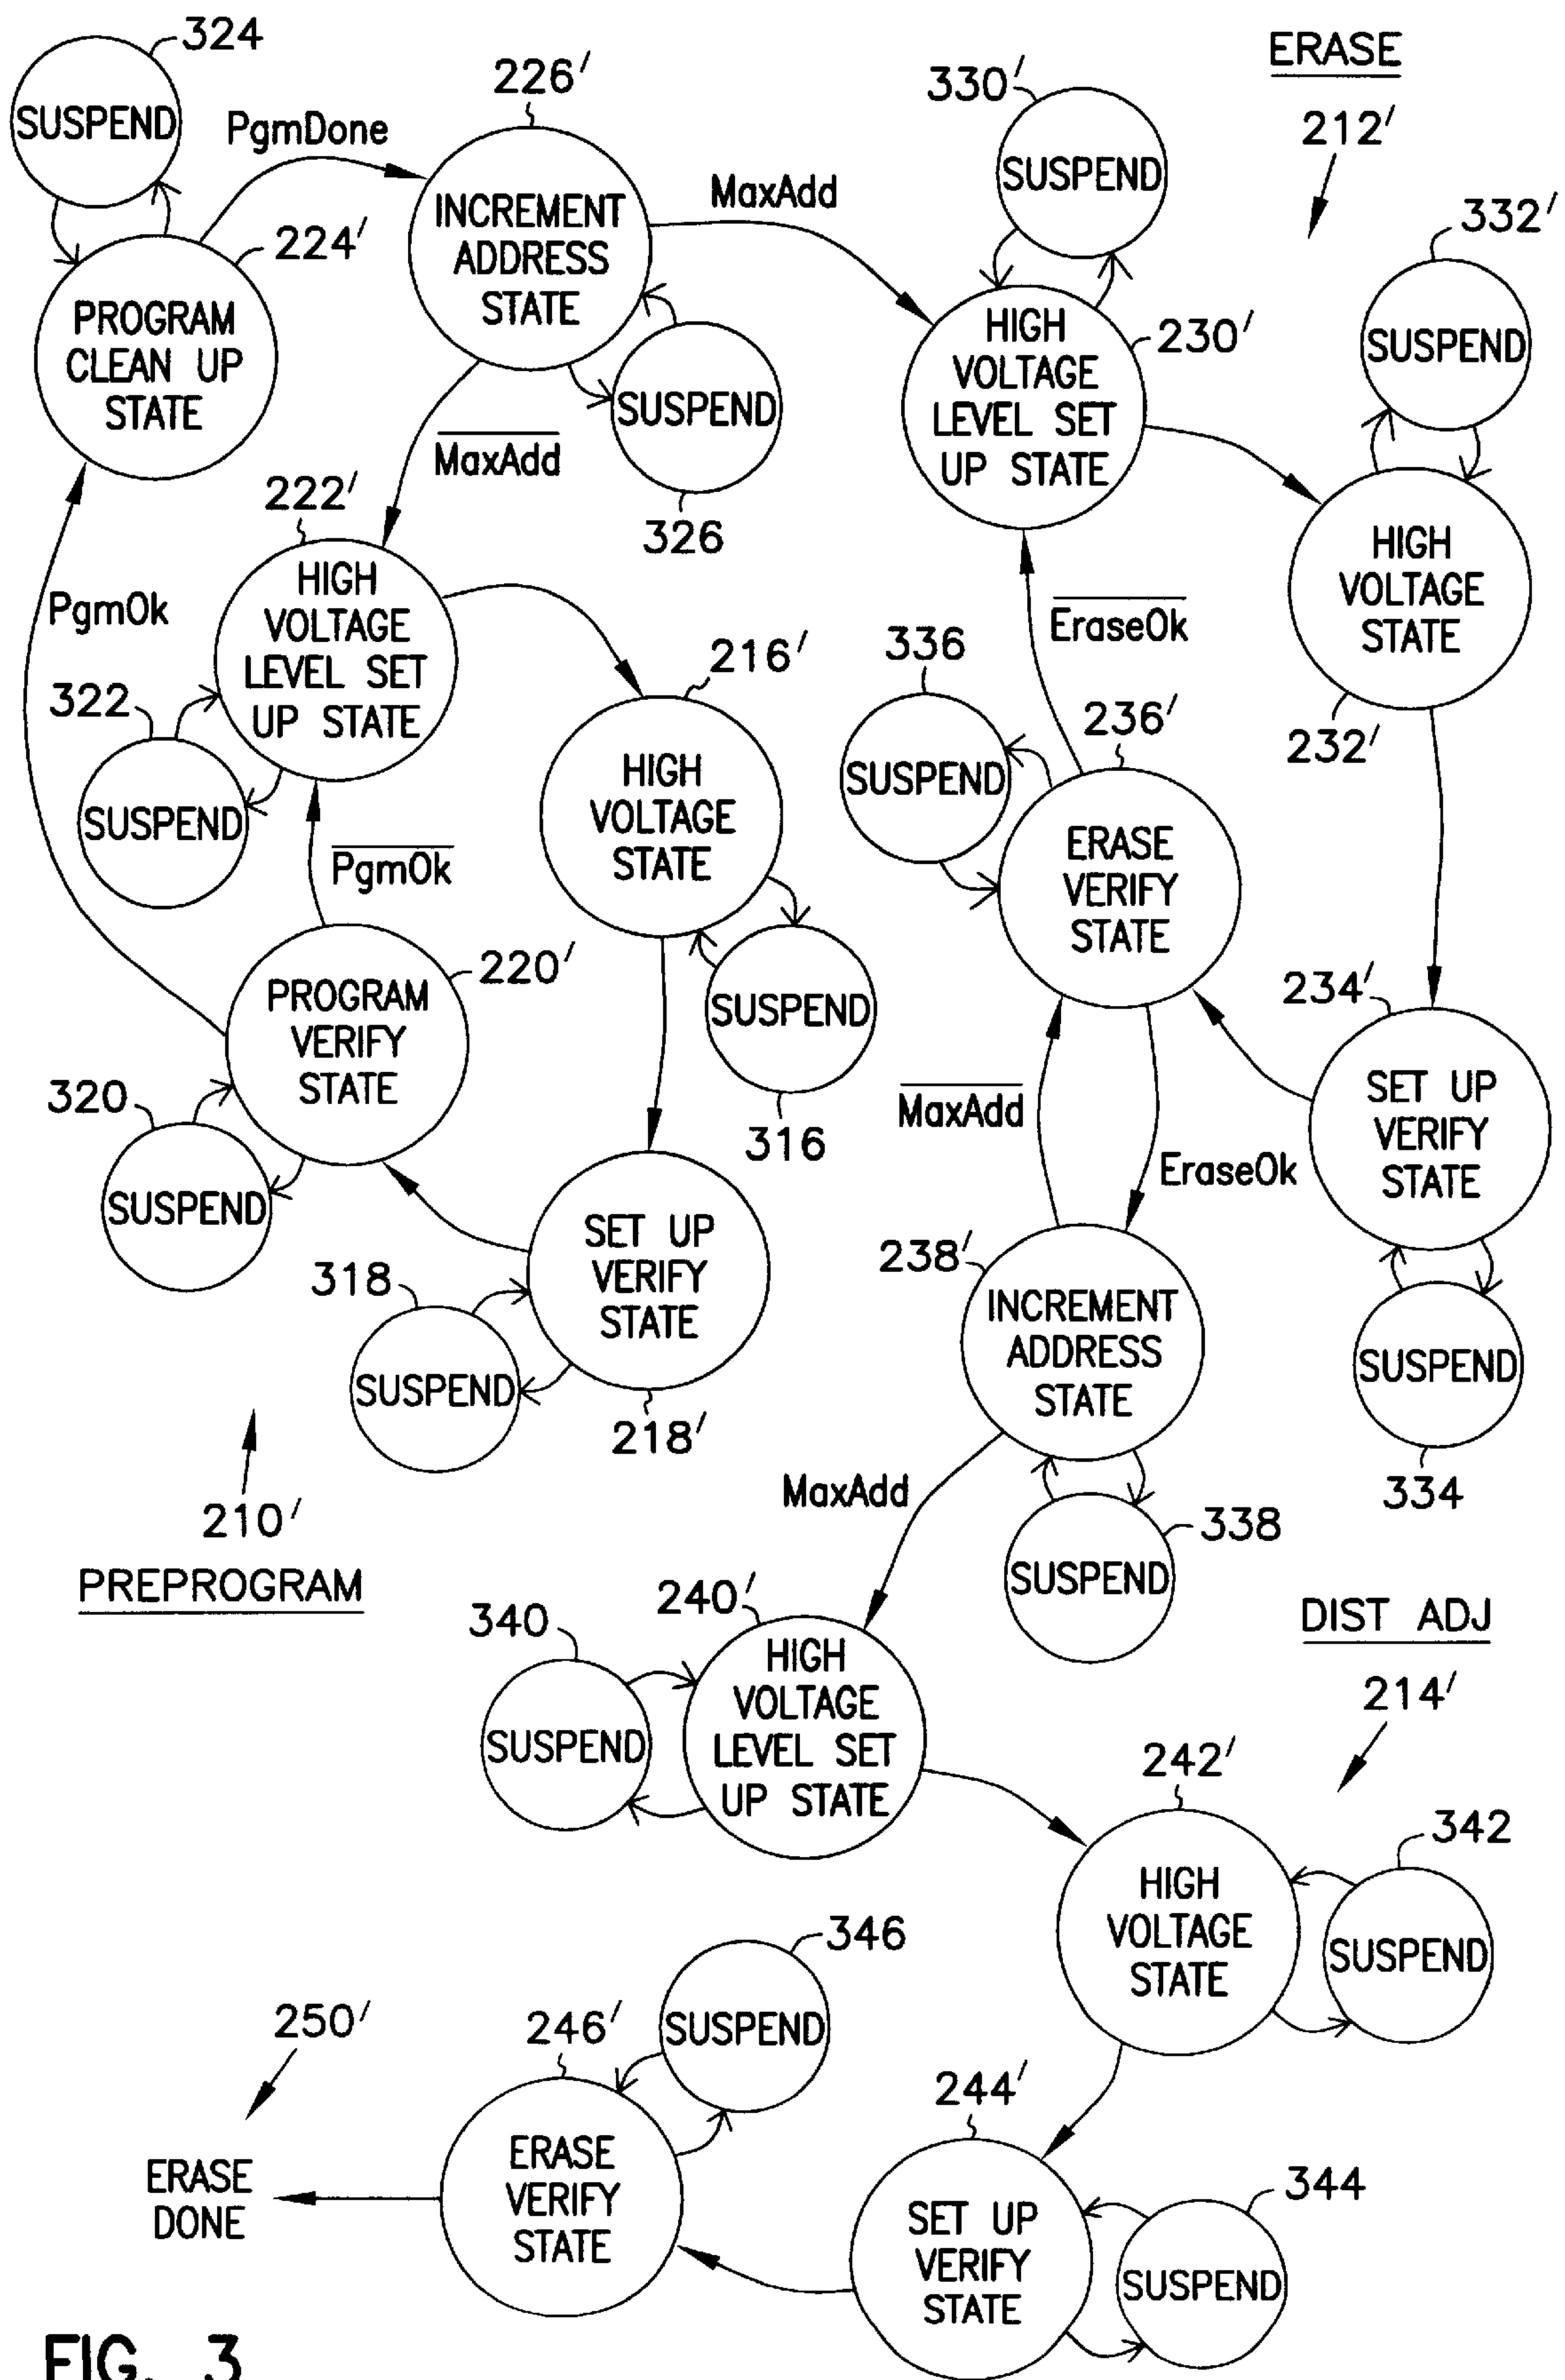 324
SUSPEND
PgmDone
226′
INCREMENT
ADDRESS
STATE
MaxAdd
330′
SUSPEND
ERASE
212′
332′
SUSPEND
224′
PROGRAM
CLEAN UP
STATE
SUSPEND
326
MaxAdd
HIGH
VOLTAGE
LEVEL SET
UP STATE
230′
HIGH
VOLTAGE
STATE
232′
PgmOk
222′
HIGH
VOLTAGE
LEVEL SET
UP STATE
322
SUSPEND
PgmOk
216′
HIGH
VOLTAGE
STATE
SUSPEND
316
336
SUSPEND
EraseOk
236′
ERASE
VERIFY
STATE
220′
PROGRAM
VERIFY
STATE
320
SUSPEND
318
SUSPEND
SET UP
VERIFY
STATE
218′
MaxAdd
EraseOk
234′
SET UP
VERIFY
STATE
SUSPEND
334
238′
INCREMENT
ADDRESS
STATE
MaxAdd
SUSPEND
338
210′
PREPROGRAM
340
SUSPEND
240′
HIGH
VOLTAGE
LEVEL SET
UP STATE
DIST ADJ
214′
242′
HIGH
VOLTAGE
STATE
342
SUSPEND
346
SUSPEND
250′
ERASE
DONE
246′
ERASE
VERIFY
STATE
244′
SET UP
VERIFY
STATE
344
SUSPEND
FIG. 3